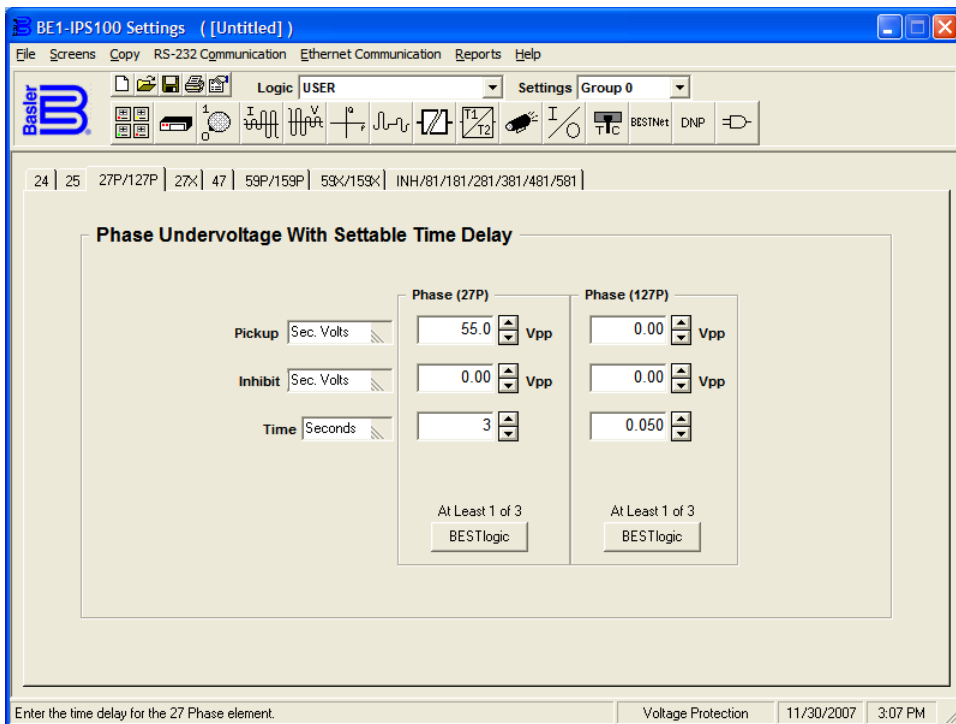 BE1-IPS100 Settings ( [Untitled] )
File Screens Copy RS-232 Communication Ethernet Communication Reports Help
Basler
Logic USER Settings Group 0
1 0 I V T1 T2 I O TTC BESTNet DNP
24 25 27P/127P 27X 47 59P/159P 59X/159X INH/81/181/281/381/481/581
Phase Undervoltage With Settable Time Delay
Phase (27P) Phase (127P)
Pickup Sec. Volts 55.0 Vpp 0.00 Vpp
Inhibit Sec. Volts 0.00 Vpp 0.00 Vpp
Time Seconds 3 0.050
At Least 1 of 3 At Least 1 of 3
BESTlogic BESTlogic
Enter the time delay for the 27 Phase element. Voltage Protection 11/30/2007 3:07 PM